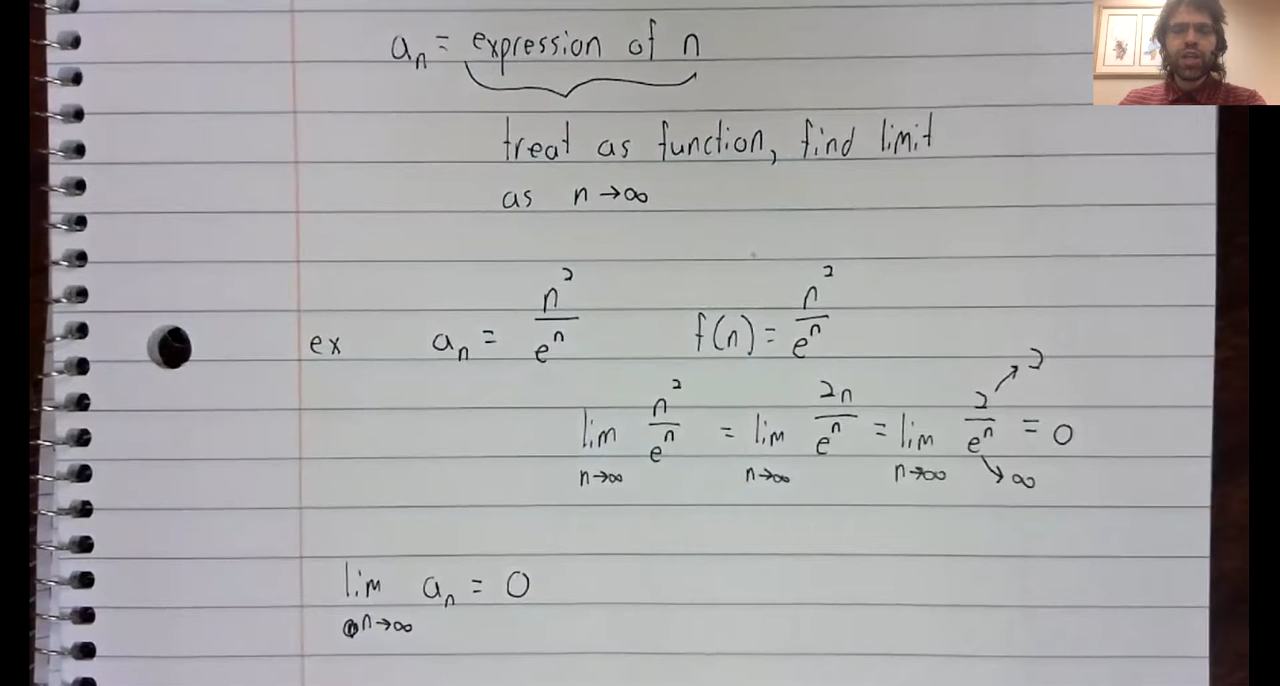 aₙ = expression of n
treat as function, find limit
as n→∞
ex aₙ = n²/eⁿ f(n) = n²/eⁿ
lim n→∞ n²/eⁿ = lim n→∞ 2n/eⁿ = lim n→∞ 2/eⁿ = 0
→2
→∞
lim n→∞ aₙ = 0